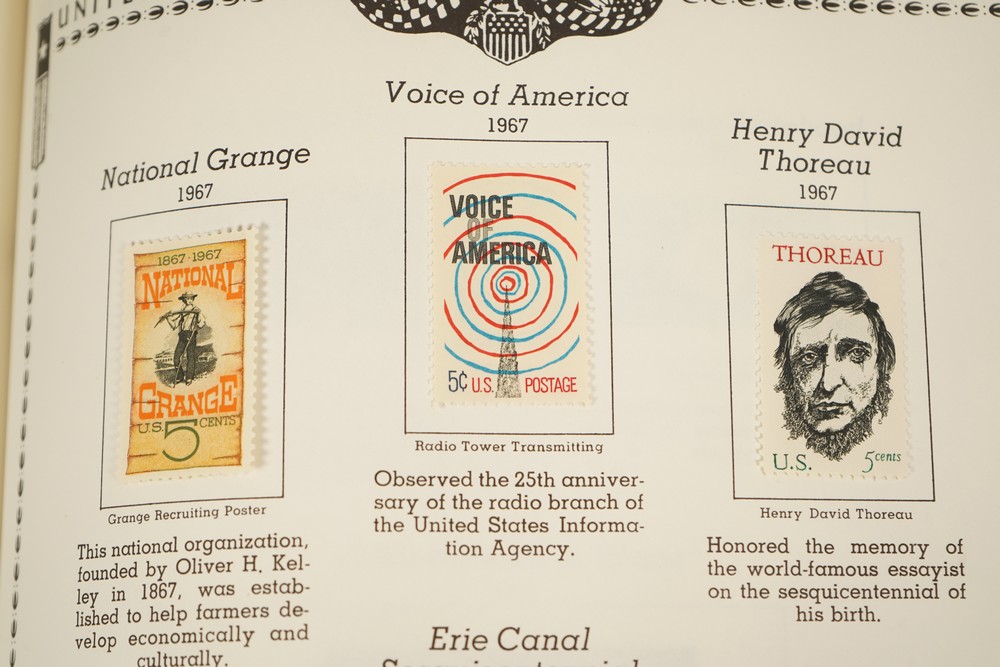 UNITE
Voice of America
1967
National Grange
1967
Henry David
Thoreau
1967
1867-1967
NATIONAL
GRANGE
U.S. 5 CENTS
Grange Recruiting Poster
This national organization,
founded by Oliver H. Kel-
ley in 1867, was estab-
lished to help farmers de-
velop economically and
culturally.
VOICE
OF
AMERICA
5¢ U.S. POSTAGE
Radio Tower Transmitting
Observed the 25th anniver-
sary of the radio branch of
the United States Informa-
tion Agency.
THOREAU
U.S. 5 cents
Henry David Thoreau
Honored the memory of
the world-famous essayist
on the sesquicentennial of
his birth.
Erie Canal